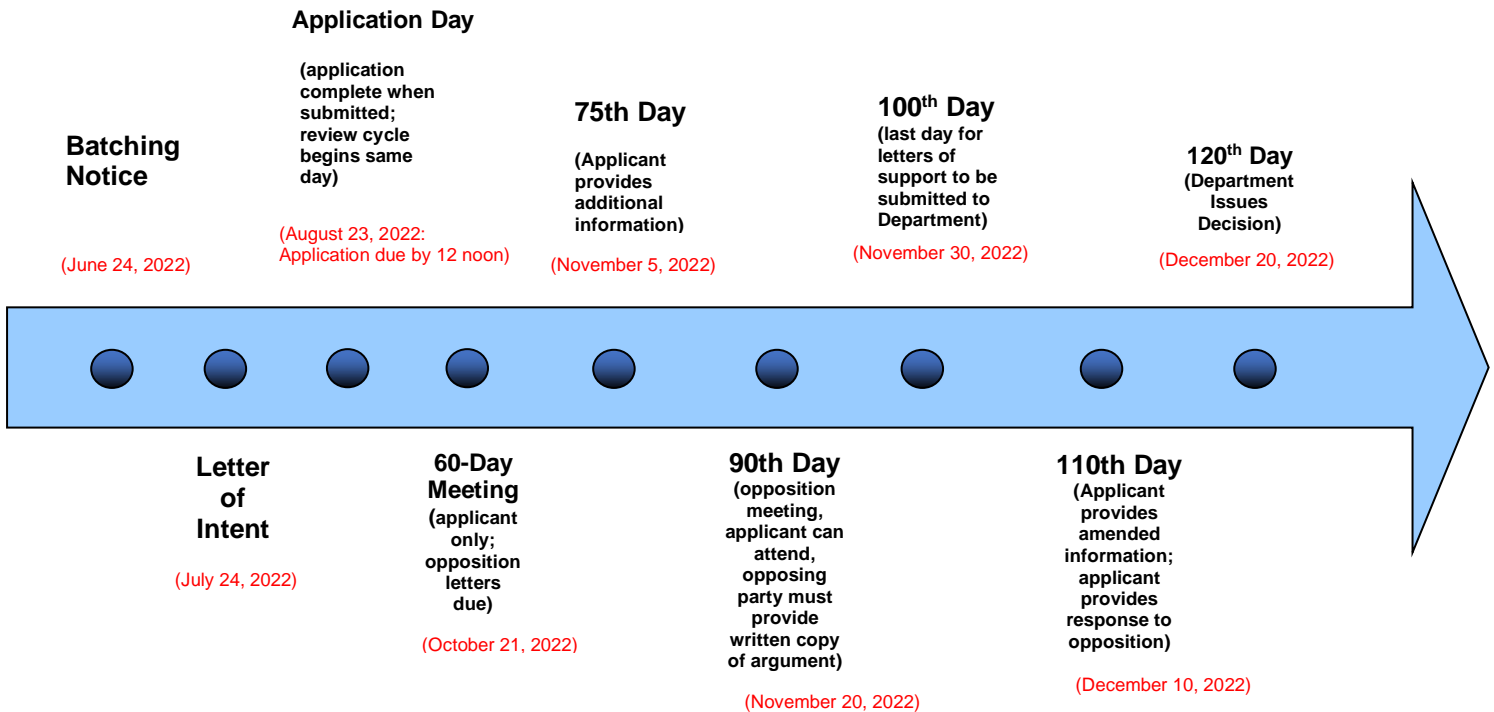 Application Day
(application
complete when
submitted;
review cycle
begins same
day)
(August 23, 2022:
Application due by 12 noon)
Batching
Notice
(June 24, 2022)
75th Day
(Applicant
provides
additional
information)
(November 5, 2022)
100th Day
(last day for
letters of
support to be
submitted to
Department)
(November 30, 2022)
120th Day
(Department
Issues
Decision)
(December 20, 2022)
Letter
of
Intent
(July 24, 2022)
60-Day
Meeting
(applicant
only;
opposition
letters
due)
(October 21, 2022)
90th Day
(opposition
meeting,
applicant can
attend,
opposing
party must
provide
written copy
of argument)
(November 20, 2022)
110th Day
(Applicant
provides
amended
information;
applicant
provides
response to
opposition)
(December 10, 2022)